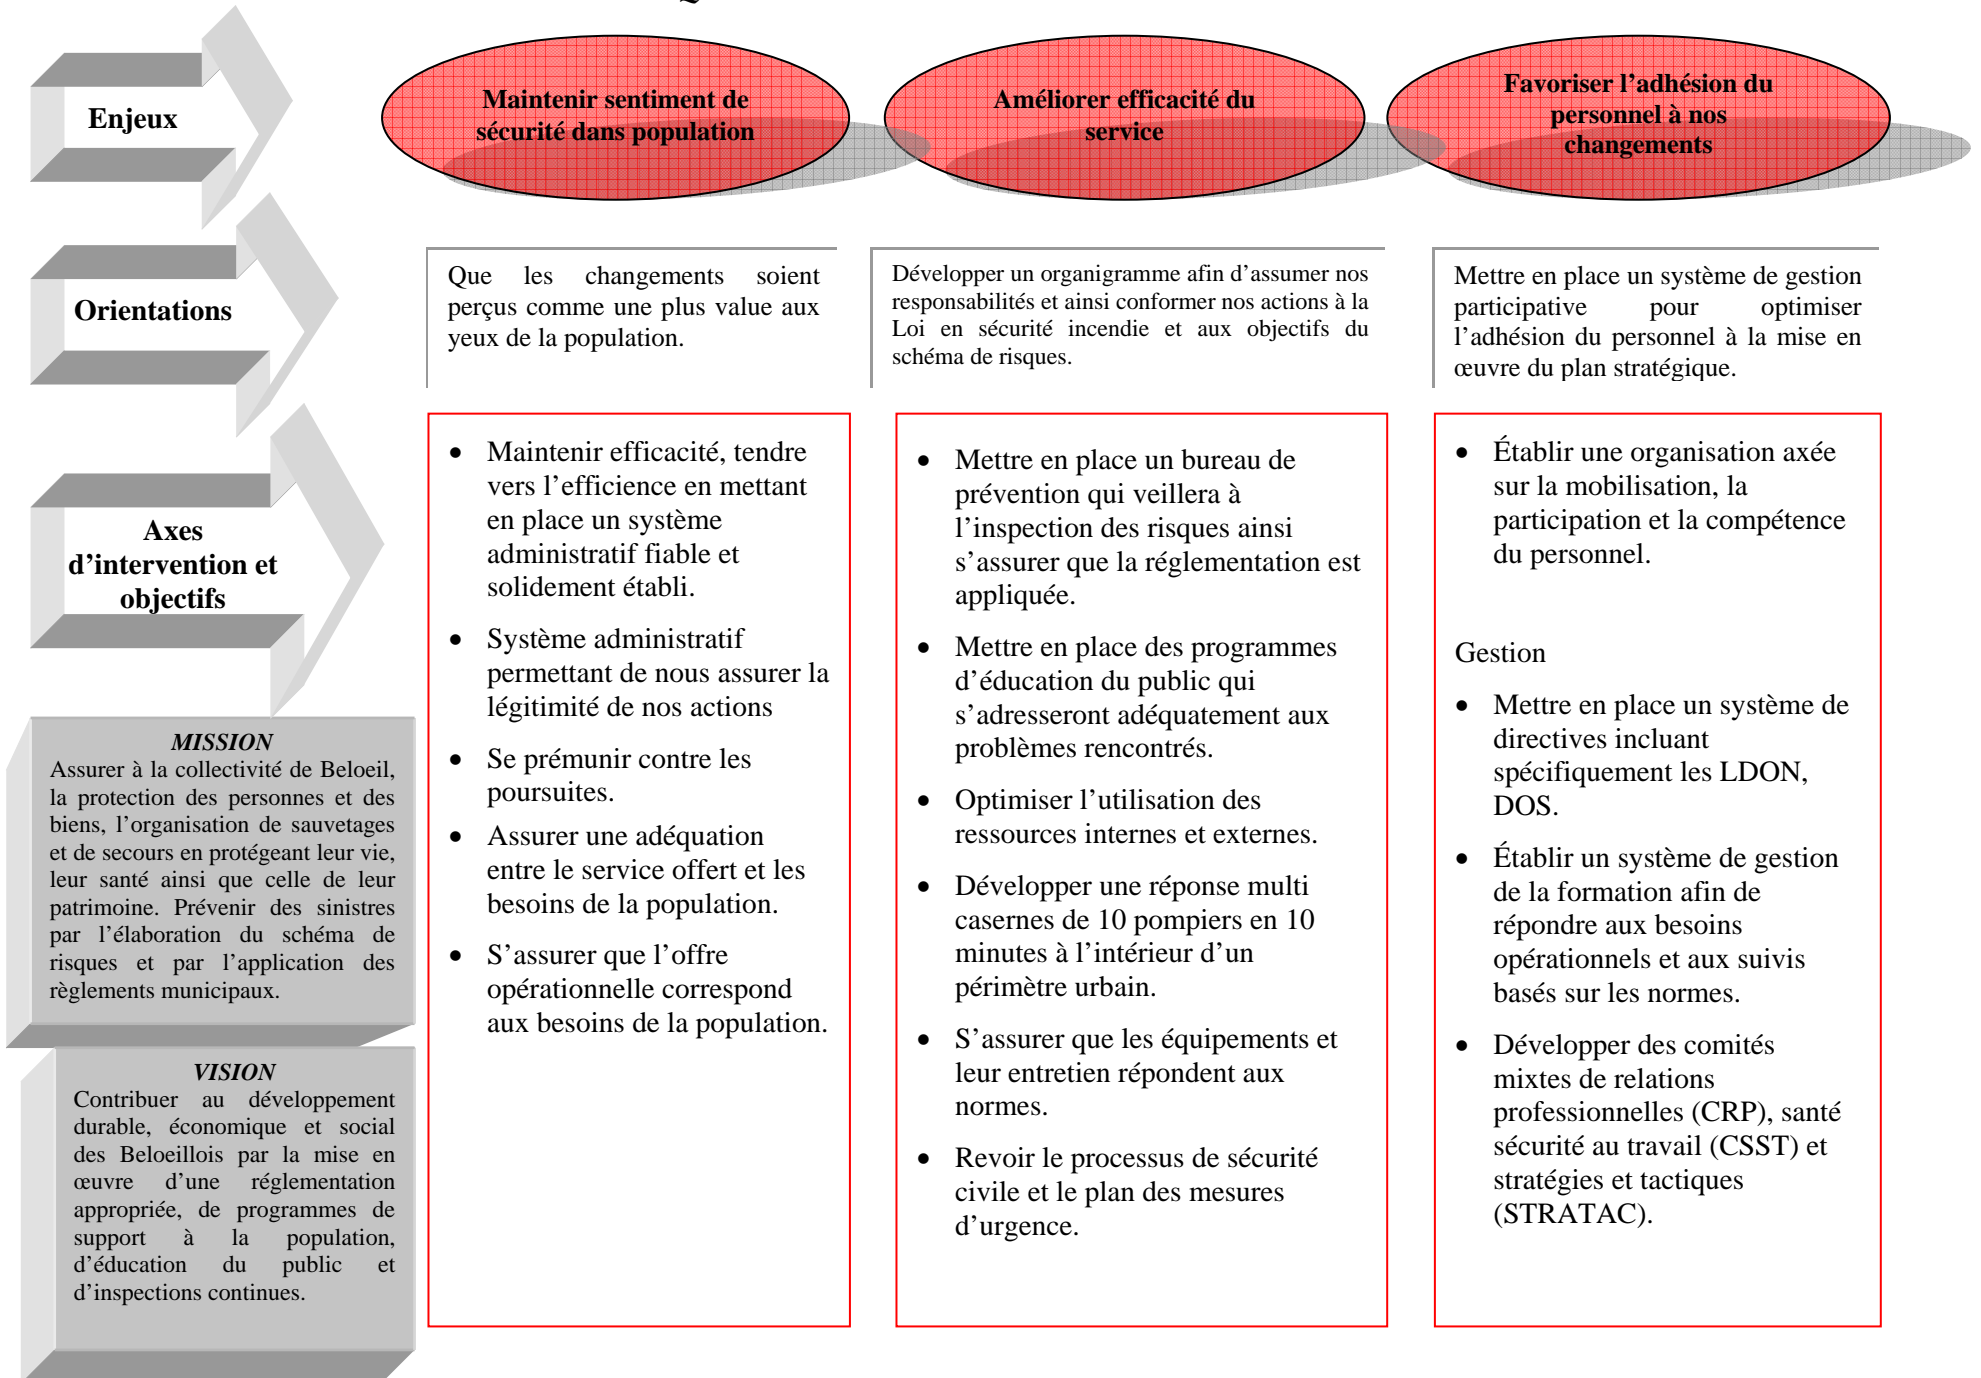 Enjeux
Maintenir sentiment de
sécurité dans population
Améliorer efficacité du
service
Favoriser l’adhésion du
personnel à nos
changements
Orientations
Que les changements soient
perçus comme une plus value aux
yeux de la population.
Développer un organigramme afin d’assumer nos
responsabilités et ainsi conformer nos actions à la
Loi en sécurité incendie et aux objectifs du
schéma de risques.
Mettre en place un système de gestion
participative pour optimiser
l’adhésion du personnel à la mise en
œuvre du plan stratégique.
Axes
d’intervention et
objectifs
• Maintenir efficacité, tendre
vers l’efficience en mettant
en place un système
administratif fiable et
solidement établi.
• Système administratif
permettant de nous assurer la
légitimité de nos actions
• Se prémunir contre les
poursuites.
• Assurer une adéquation
entre le service offert et les
besoins de la population.
• S’assurer que l’offre
opérationnelle correspond
aux besoins de la population.
• Mettre en place un bureau de
prévention qui veillera à
l’inspection des risques ainsi
s’assurer que la réglementation est
appliquée.
• Mettre en place des programmes
d’éducation du public qui
s’adresseront adéquatement aux
problèmes rencontrés.
• Optimiser l’utilisation des
ressources internes et externes.
• Développer une réponse multi
casernes de 10 pompiers en 10
minutes à l’intérieur d’un
périmètre urbain.
• S’assurer que les équipements et
leur entretien répondent aux
normes.
• Revoir le processus de sécurité
civile et le plan des mesures
d’urgence.
• Établir une organisation axée
sur la mobilisation, la
participation et la compétence
du personnel.
Gestion
• Mettre en place un système de
directives incluant
spécifiquement les LDON,
DOS.
• Établir un système de gestion
de la formation afin de
répondre aux besoins
opérationnels et aux suivis
basés sur les normes.
• Développer des comités
mixtes de relations
professionnelles (CRP), santé
sécurité au travail (CSST) et
stratégies et tactiques
(STRATAC).
MISSION
Assurer à la collectivité de Beloeil,
la protection des personnes et des
biens, l’organisation de sauvetages
et de secours en protégeant leur vie,
leur santé ainsi que celle de leur
patrimoine. Prévenir des sinistres
par l’élaboration du schéma de
risques et par l’application des
règlements municipaux.
VISION
Contribuer au développement
durable, économique et social
des Beloeillois par la mise en
œuvre d’une réglementation
appropriée, de programmes de
support à la population,
d’éducation du public et
d’inspections continues.